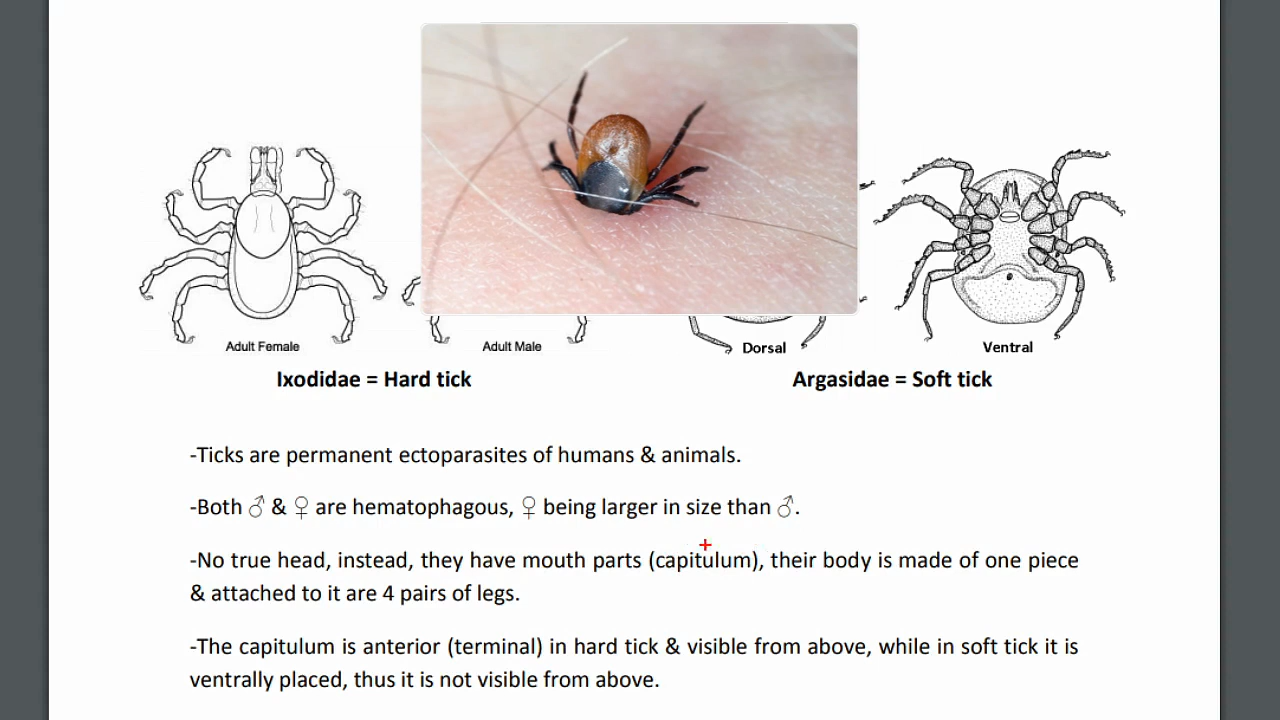 Adult Female
Adult Male
Dorsal
Ventral
Ixodidae = Hard tick
Argasidae = Soft tick
-Ticks are permanent ectoparasites of humans & animals.
-Both ♂ & ♀ are hematophagous, ♀ being larger in size than ♂.
-No true head, instead, they have mouth parts (capitulum), their body is made of one piece
& attached to it are 4 pairs of legs.
-The capitulum is anterior (terminal) in hard tick & visible from above, while in soft tick it is
ventrally placed, thus it is not visible from above.